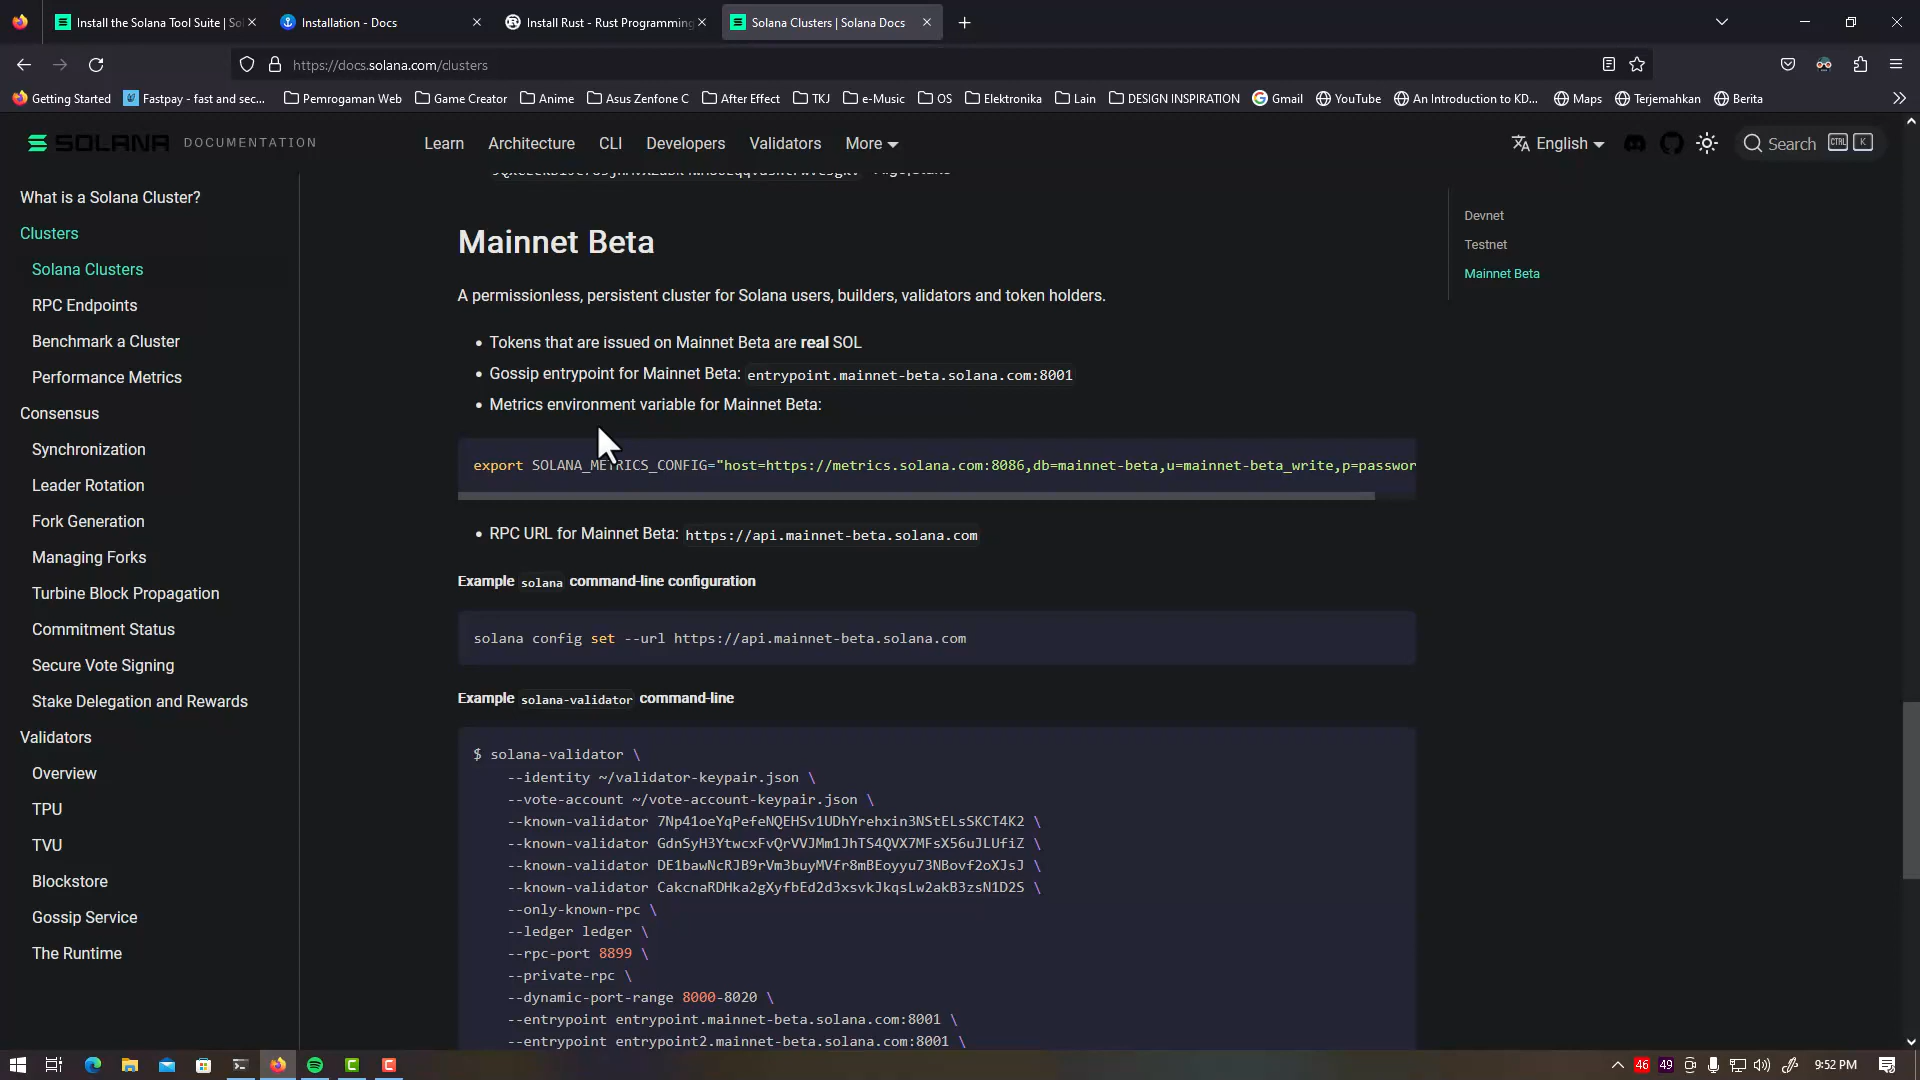 Install the Solana Tool Suite | Sol
Installation - Docs
Install Rust - Rust Programming
Solana Clusters | Solana Docs
https://docs.solana.com/clusters
Getting Started
Fastpay - fast and sec...
Pemrogaman Web
Game Creator
Anime
Asus Zenfone C
After Effect
TKJ
e-Music
OS
Elektronika
Lain
DESIGN INSPIRATION
Gmail
YouTube
An Introduction to KD...
Maps
Terjemahkan
Berita
SOLANA DOCUMENTATION
Learn
Architecture
CLI
Developers
Validators
More
English
Search
CTRL K
What is a Solana Cluster?
Clusters
Solana Clusters
RPC Endpoints
Benchmark a Cluster
Performance Metrics
Consensus
Synchronization
Leader Rotation
Fork Generation
Managing Forks
Turbine Block Propagation
Commitment Status
Secure Vote Signing
Stake Delegation and Rewards
Validators
Overview
TPU
TVU
Blockstore
Gossip Service
The Runtime
Mainnet Beta
A permissionless, persistent cluster for Solana users, builders, validators and token holders.
• Tokens that are issued on Mainnet Beta are real SOL
• Gossip entrypoint for Mainnet Beta: entrypoint.mainnet-beta.solana.com:8001
• Metrics environment variable for Mainnet Beta:
export SOLANA_METRICS_CONFIG="host=https://metrics.solana.com:8086,db=mainnet-beta,u=mainnet-beta_write,p=passwor
• RPC URL for Mainnet Beta: https://api.mainnet-beta.solana.com
Example solana command-line configuration
solana config set --url https://api.mainnet-beta.solana.com
Example solana-validator command-line
$ solana-validator \
--identity ~/validator-keypair.json \
--vote-account ~/vote-account-keypair.json \
--known-validator 7Np41oeYqPefeNQEHSv1UDhYrehxin3NStELsSKCT4K2 \
--known-validator GdnSyH3YtwcxFvQrVVJMm1JhTS4QVX7MFsX56uJLUfiZ \
--known-validator DE1bawNcRJB9rVm3buyMVfr8mBEoyyu73NBovf2oXJsJ \
--known-validator CakcnaRDHka2gXyfbEd2d3xsvkJkqsLw2akB3zsN1D2S \
--only-known-rpc \
--ledger ledger \
--rpc-port 8899 \
--private-rpc \
--dynamic-port-range 8000-8020 \
--entrypoint entrypoint.mainnet-beta.solana.com:8001 \
--entrypoint entrypoint2.mainnet-beta.solana.com:8001 \
Devnet
Testnet
Mainnet Beta
46
49
9:52 PM